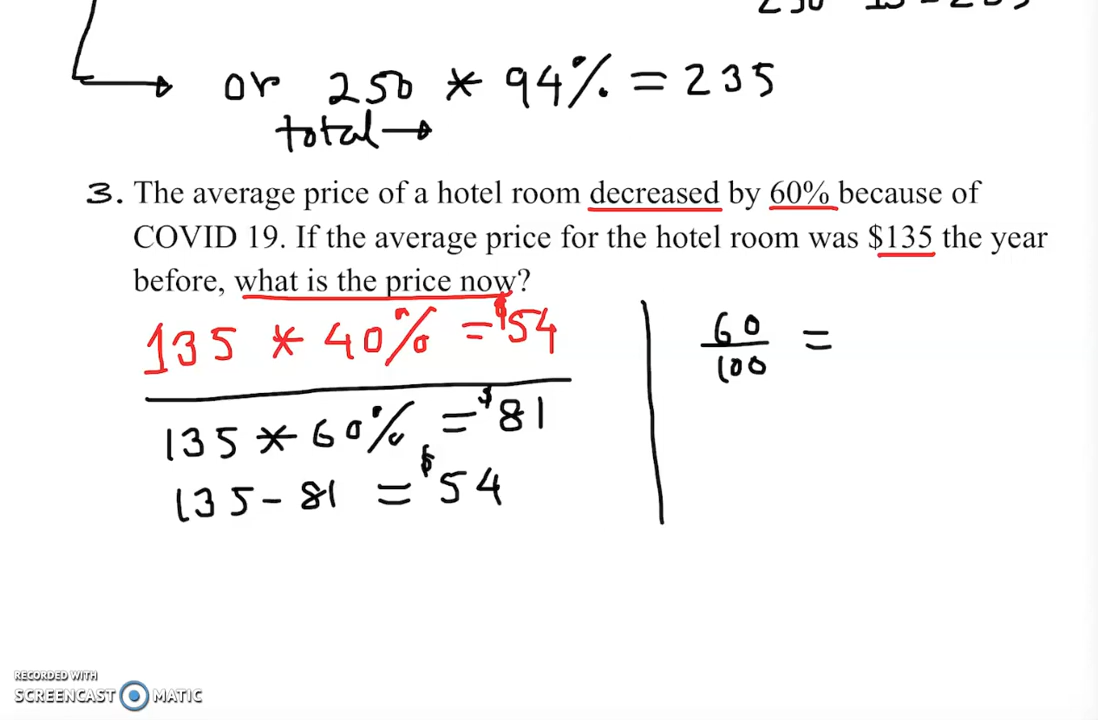 or 250 * 94% = 235
total →
3. The average price of a hotel room decreased by 60% because of
COVID 19. If the average price for the hotel room was $135 the year
before, what is the price now?
135 * 40% = $54
135 * 60% = $81
135 - 81 = $54
60/100 =
RECORDED WITH
SCREENCAST MATIC